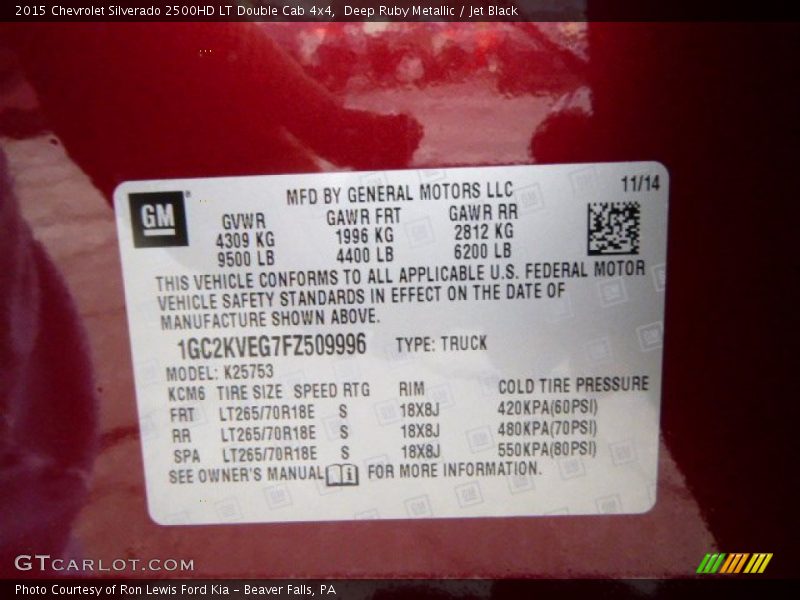 2015 Chevrolet Silverado 2500HD LT Double Cab 4x4,  Deep Ruby Metallic / Jet Black
GM
MFD BY GENERAL MOTORS LLC 11/14
GVWR GAWR FRT GAWR RR
4309 KG 1996 KG 2812 KG
9500 LB 4400 LB 6200 LB
THIS VEHICLE CONFORMS TO ALL APPLICABLE U.S. FEDERAL MOTOR
VEHICLE SAFETY STANDARDS IN EFFECT ON THE DATE OF
MANUFACTURE SHOWN ABOVE.
1GC2KVEG7FZ509996 TYPE: TRUCK
MODEL: K25753
KCM6 TIRE SIZE SPEED RTG RIM COLD TIRE PRESSURE
FRT LT265/70R18E S 18X8J 420KPA(60PSI)
RR LT265/70R18E S 18X8J 480KPA(70PSI)
SPA LT265/70R18E S 18X8J 550KPA(80PSI)
SEE OWNER'S MANUAL FOR MORE INFORMATION.
GTCARLOT.COM
Photo Courtesy of Ron Lewis Ford Kia – Beaver Falls, PA